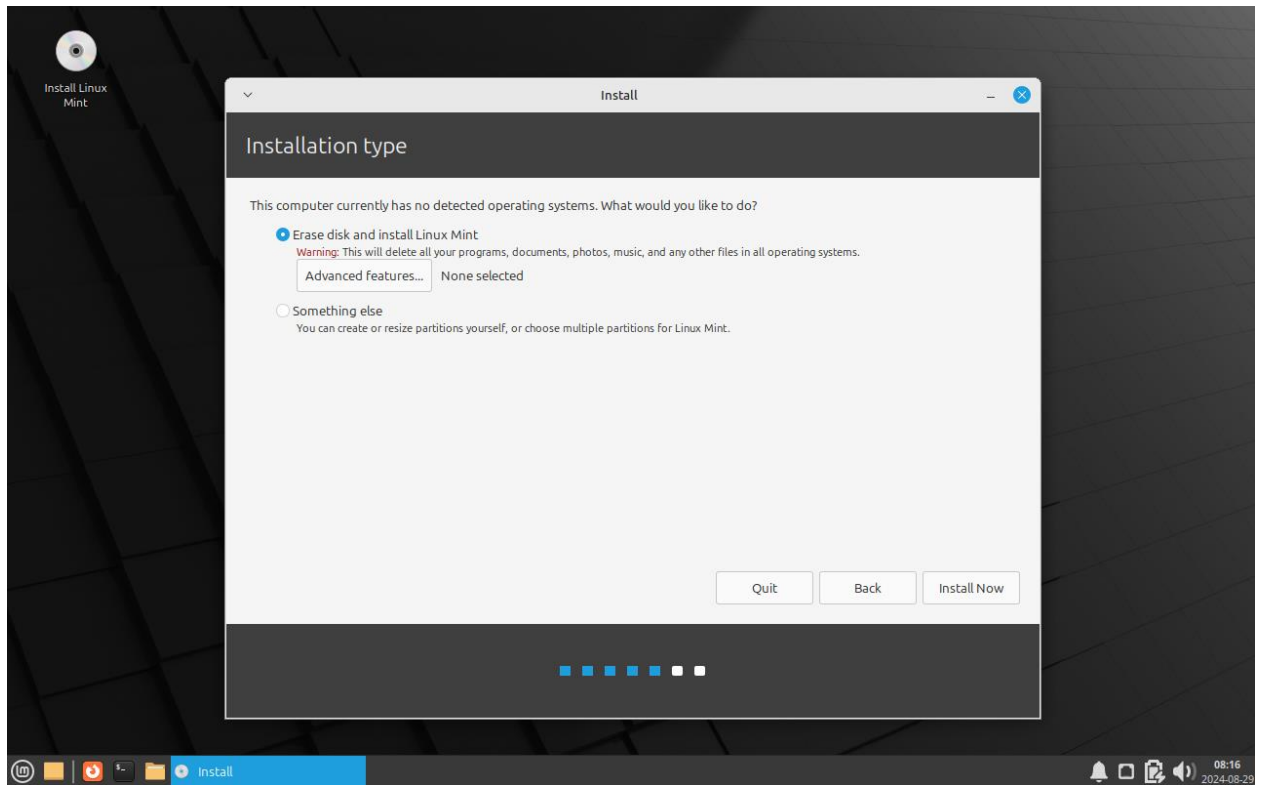 Install Linux
Mint
Install
Installation type
This computer currently has no detected operating systems. What would you like to do?
Erase disk and install Linux Mint
Warning: This will delete all your programs, documents, photos, music, and any other files in all operating systems.
Advanced features... None selected
Something else
You can create or resize partitions yourself, or choose multiple partitions for Linux Mint.
Quit Back Install Now
Install
08:16
2024-08-29